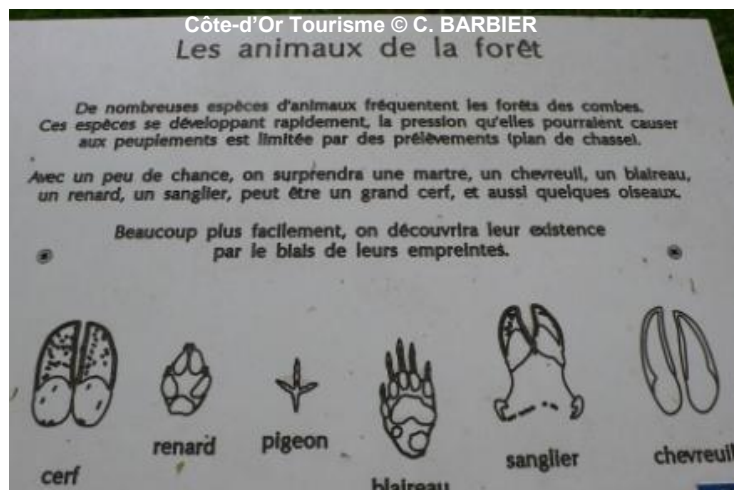 Côte-d'Or Tourisme © C. BARBIER
Les animaux de la forêt
De nombreuses espèces d'animaux fréquentent les forêts des combes.
Ces espèces se développant rapidement, la pression qu'elles pourraient causer
aux peuplements est limitée par des prélèvements (plan de chasse).
Avec un peu de chance, on surprendra une martre, un chevreuil, un blaireau,
un renard, un sanglier, peut être un grand cerf, et aussi quelques oiseaux.
Beaucoup plus facilement, on découvrira leur existence
par le biais de leurs empreintes.
cerf
renard
pigeon
blaireau
sanglier
chevreuil